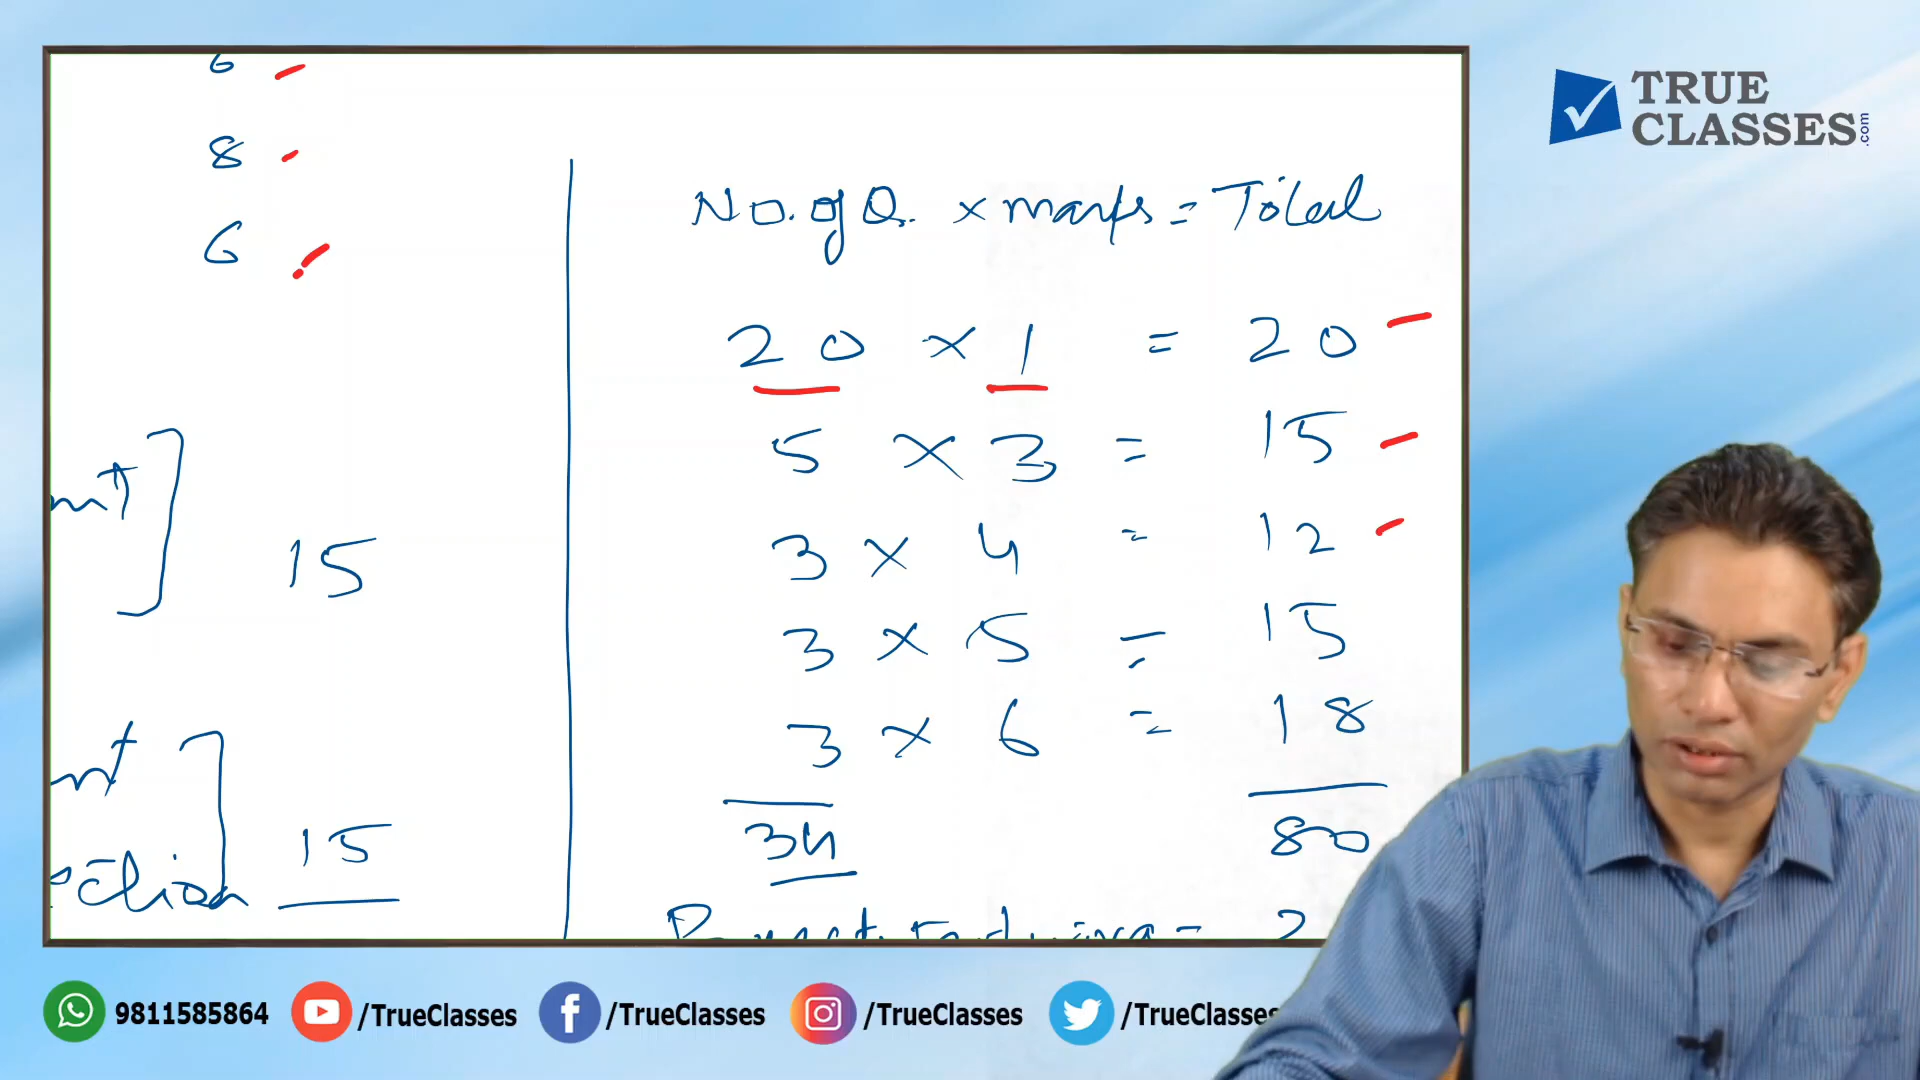 6
8
6
15
15
No. of Q. × marks = Total
20 × 1 = 20
5 × 3 = 15
3 × 4 = 12
3 × 5 = 15
3 × 6 = 18
34 80
TRUE
CLASSES.com
9811585864 /TrueClasses /TrueClasses /TrueClasses /TrueClasses